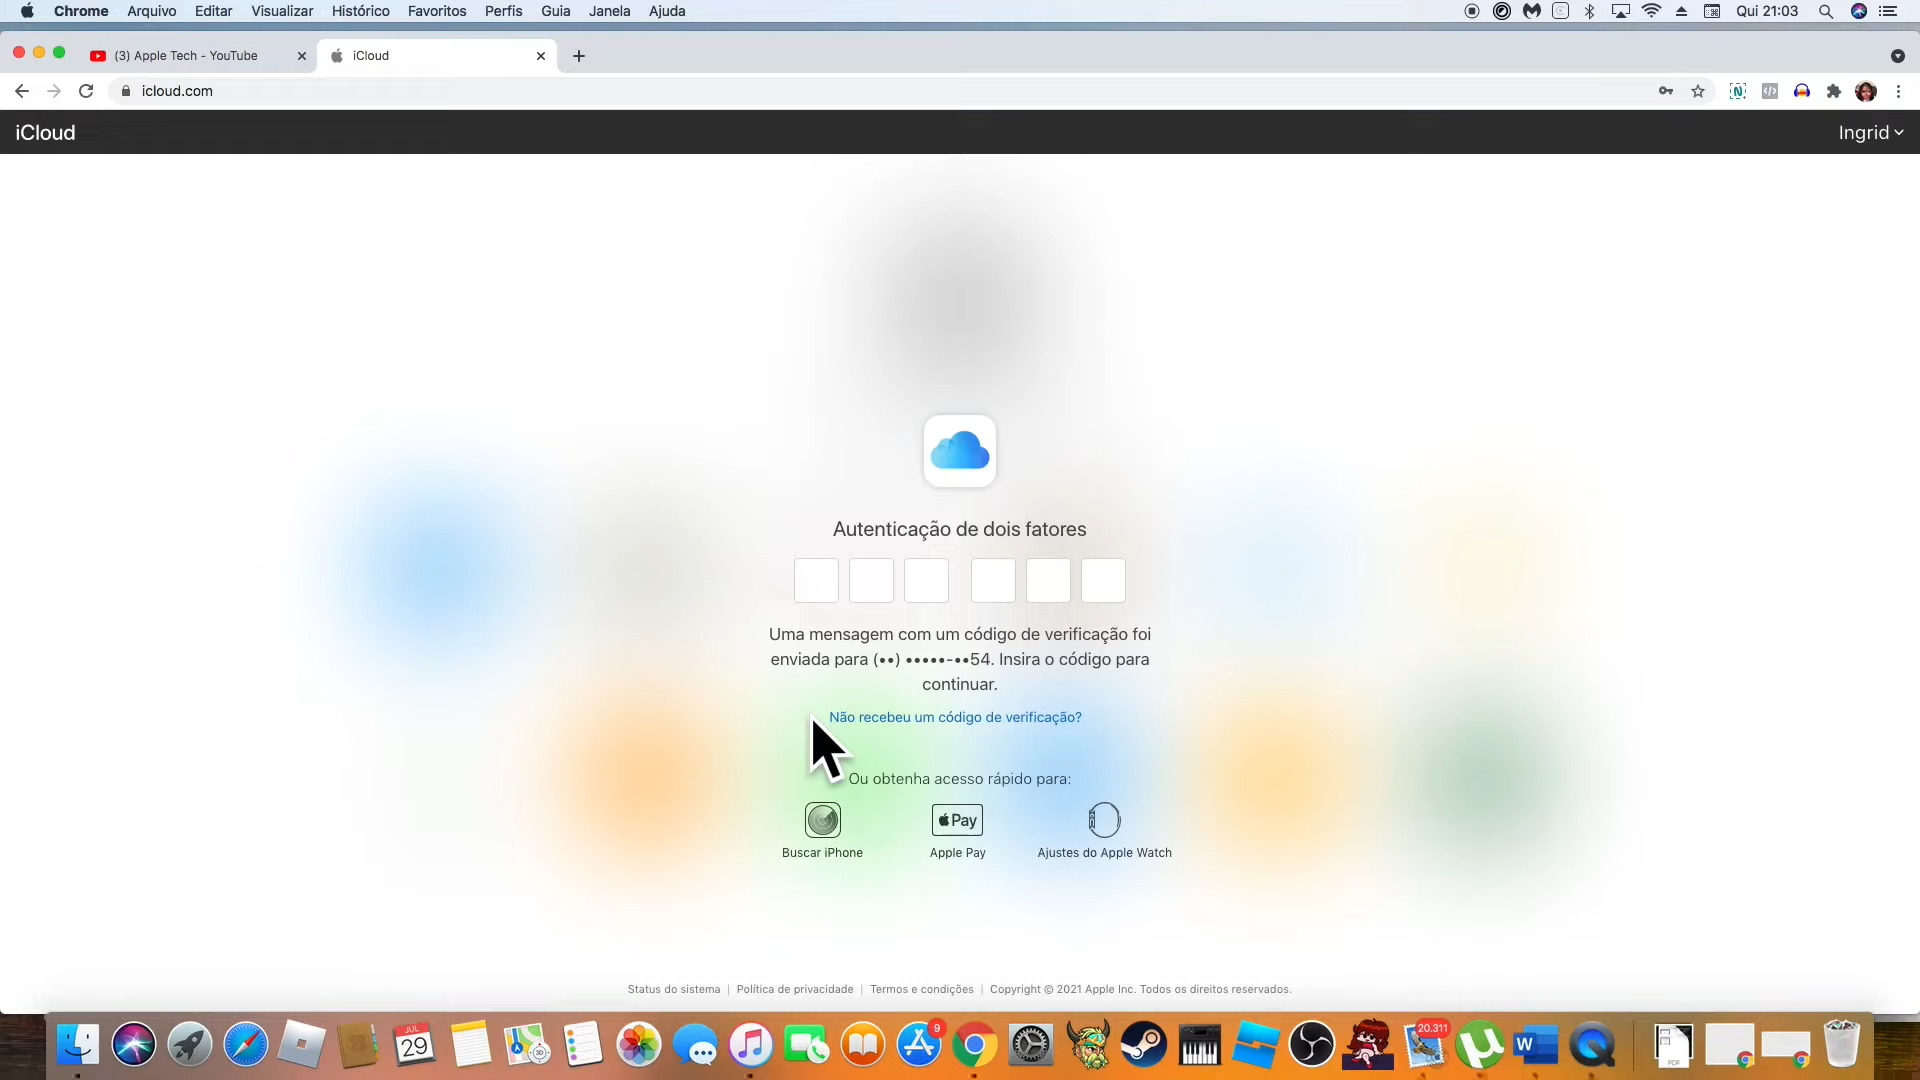 Chrome Arquivo Editar Visualizar Histórico Favoritos Perfis Guia Janela Ajuda Qui 21:03
(3) Apple Tech - YouTube iCloud
icloud.com
iCloud Ingrid
Autenticação de dois fatores
Uma mensagem com um código de verificação foi
enviada para (••) •••••-••54. Insira o código para
continuar.
Não recebeu um código de verificação?
Ou obtenha acesso rápido para:
Pay
Buscar iPhone Apple Pay Ajustes do Apple Watch
Status do sistema | Política de privacidade | Termos e condições | Copyright © 2021 Apple Inc. Todos os direitos reservados.
JUL 9 20.311
29 3D W PDF